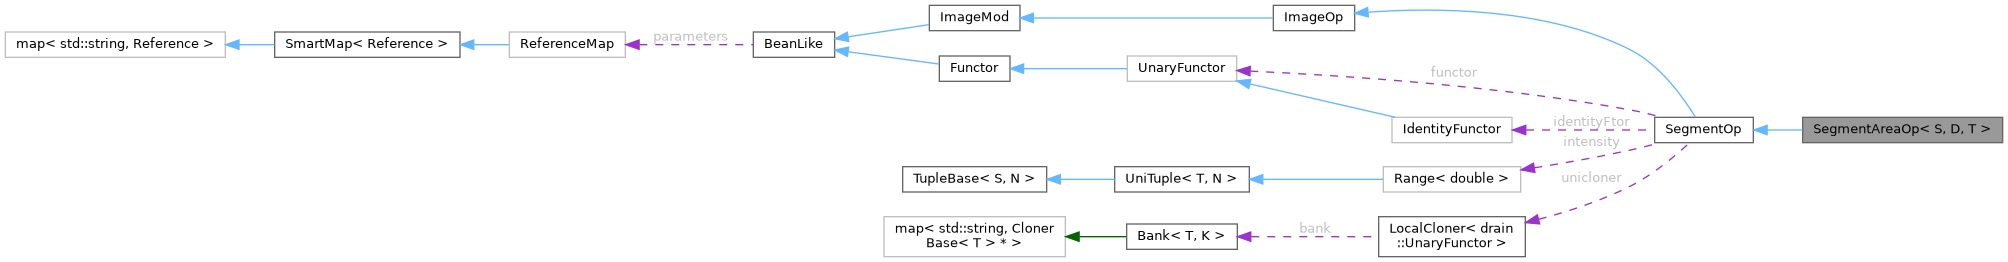 ImageMod
ImageOp
map< std::string, Reference >
SmartMap< Reference >
ReferenceMap
parameters
BeanLike
Functor
UnaryFunctor
functor
IdentityFunctor
identityFtor
SegmentOp
SegmentAreaOp< S, D, T >
intensity
TupleBase< S, N >
UniTuple< T, N >
Range< double >
unicloner
map< std::string, Cloner
Base< T > * >
Bank< T, K >
bank
LocalCloner< drain
::UnaryFunctor >